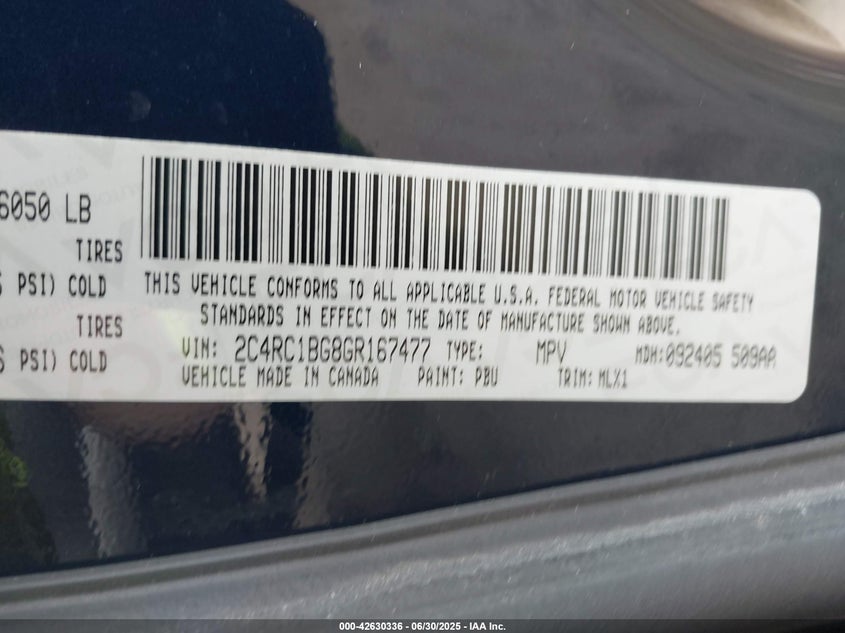 6050 LB
TIRES
PSI) COLD
TIRES
PSI) COLD
THIS VEHICLE CONFORMS TO ALL APPLICABLE U.S.A. FEDERAL MOTOR VEHICLE SAFETY
STANDARDS IN EFFECT ON THE DATE OF MANUFACTURE SHOWN ABOVE.
VIN: 2C4RC1BG8GR167477 TYPE: MPV MDH:092405 509AA
VEHICLE MADE IN CANADA PAINT: PBU TRIM: MLX1
000-42630336 - 06/30/2025 - IAA Inc.